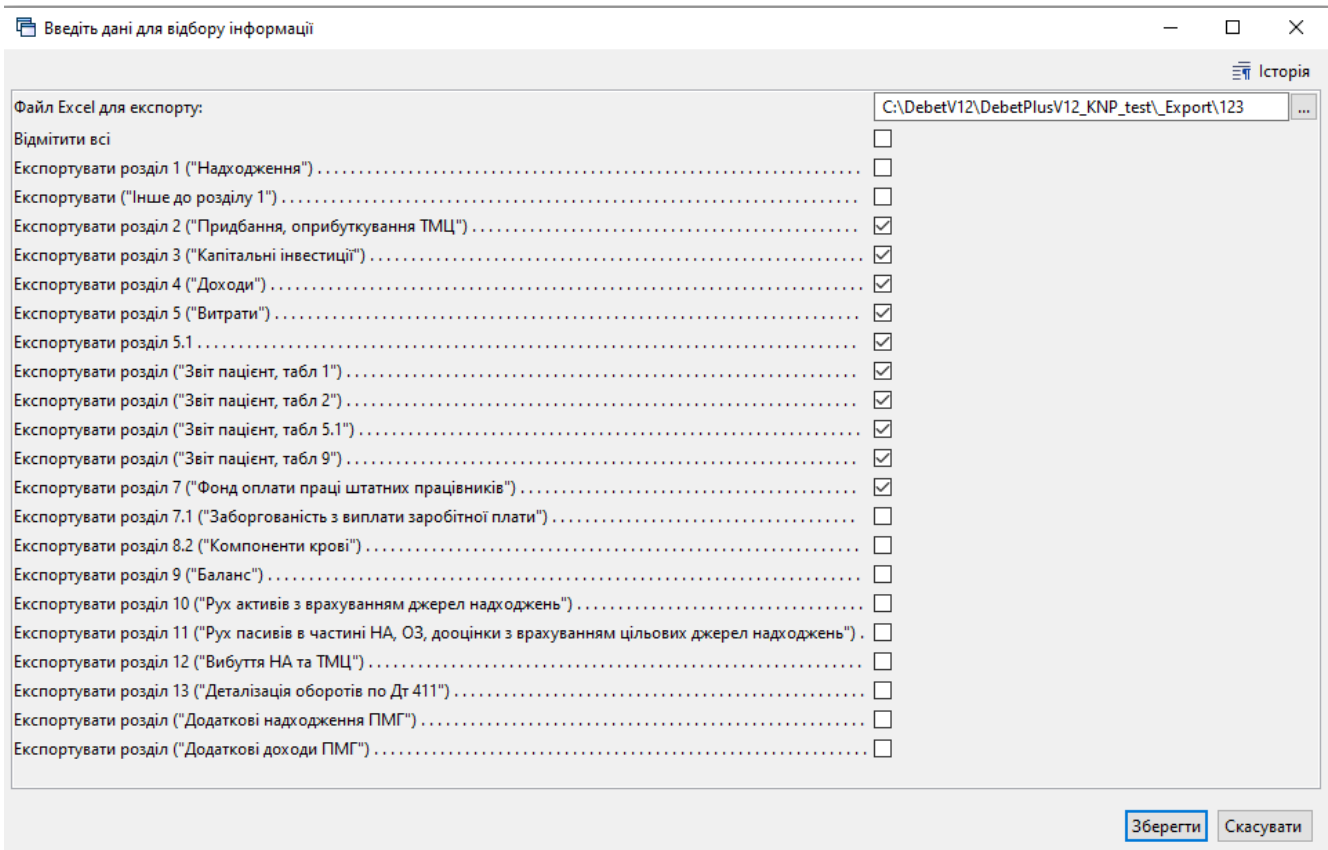 Введіть дані для відбору інформації
Історія
Файл Excel для експорту: C:\DebetV12\DebetPlusV12_KNP_test\_Export\123 ...
Відмітити всі
Експортувати розділ 1 ("Надходження")
Експортувати ("Інше до розділу 1")
Експортувати розділ 2 ("Придбання, оприбуткування ТМЦ")
Експортувати розділ 3 ("Капітальні інвестиції")
Експортувати розділ 4 ("Доходи")
Експортувати розділ 5 ("Витрати")
Експортувати розділ 5.1
Експортувати розділ ("Звіт пацієнт, табл 1")
Експортувати розділ ("Звіт пацієнт, табл 2")
Експортувати розділ ("Звіт пацієнт, табл 5.1")
Експортувати розділ ("Звіт пацієнт, табл 9")
Експортувати розділ 7 ("Фонд оплати праці штатних працівників")
Експортувати розділ 7.1 ("Заборгованість з виплати заробітної плати")
Експортувати розділ 8.2 ("Компоненти крові")
Експортувати розділ 9 ("Баланс")
Експортувати розділ 10 ("Рух активів з врахуванням джерел надходжень")
Експортувати розділ 11 ("Рух пасивів в частині НА, ОЗ, дооцінки з врахуванням цільових джерел надходжень")
Експортувати розділ 12 ("Вибуття НА та ТМЦ")
Експортувати розділ 13 ("Деталізація оборотів по Дт 411")
Експортувати розділ ("Додаткові надходження ПМГ")
Експортувати розділ ("Додаткові доходи ПМГ")
Зберегти Скасувати